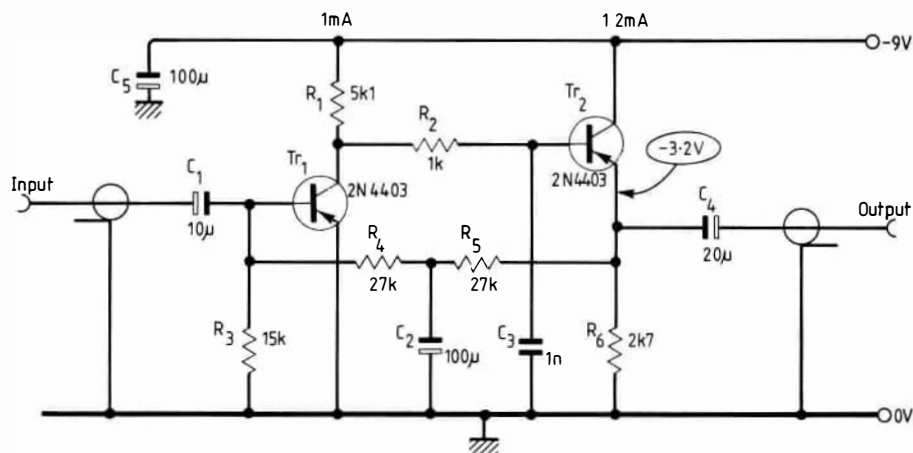 1mA
1 2mA
-9V
C5
100µ
R1
5k1
R2
1k
Tr2
-3·2V
2N4403
Input
C1
10µ
Tr1
2N4403
R4
27k
R5
27k
C4
20µ
Output
R3
15k
C2
100µ
C3
1n
R6
2k7
0V